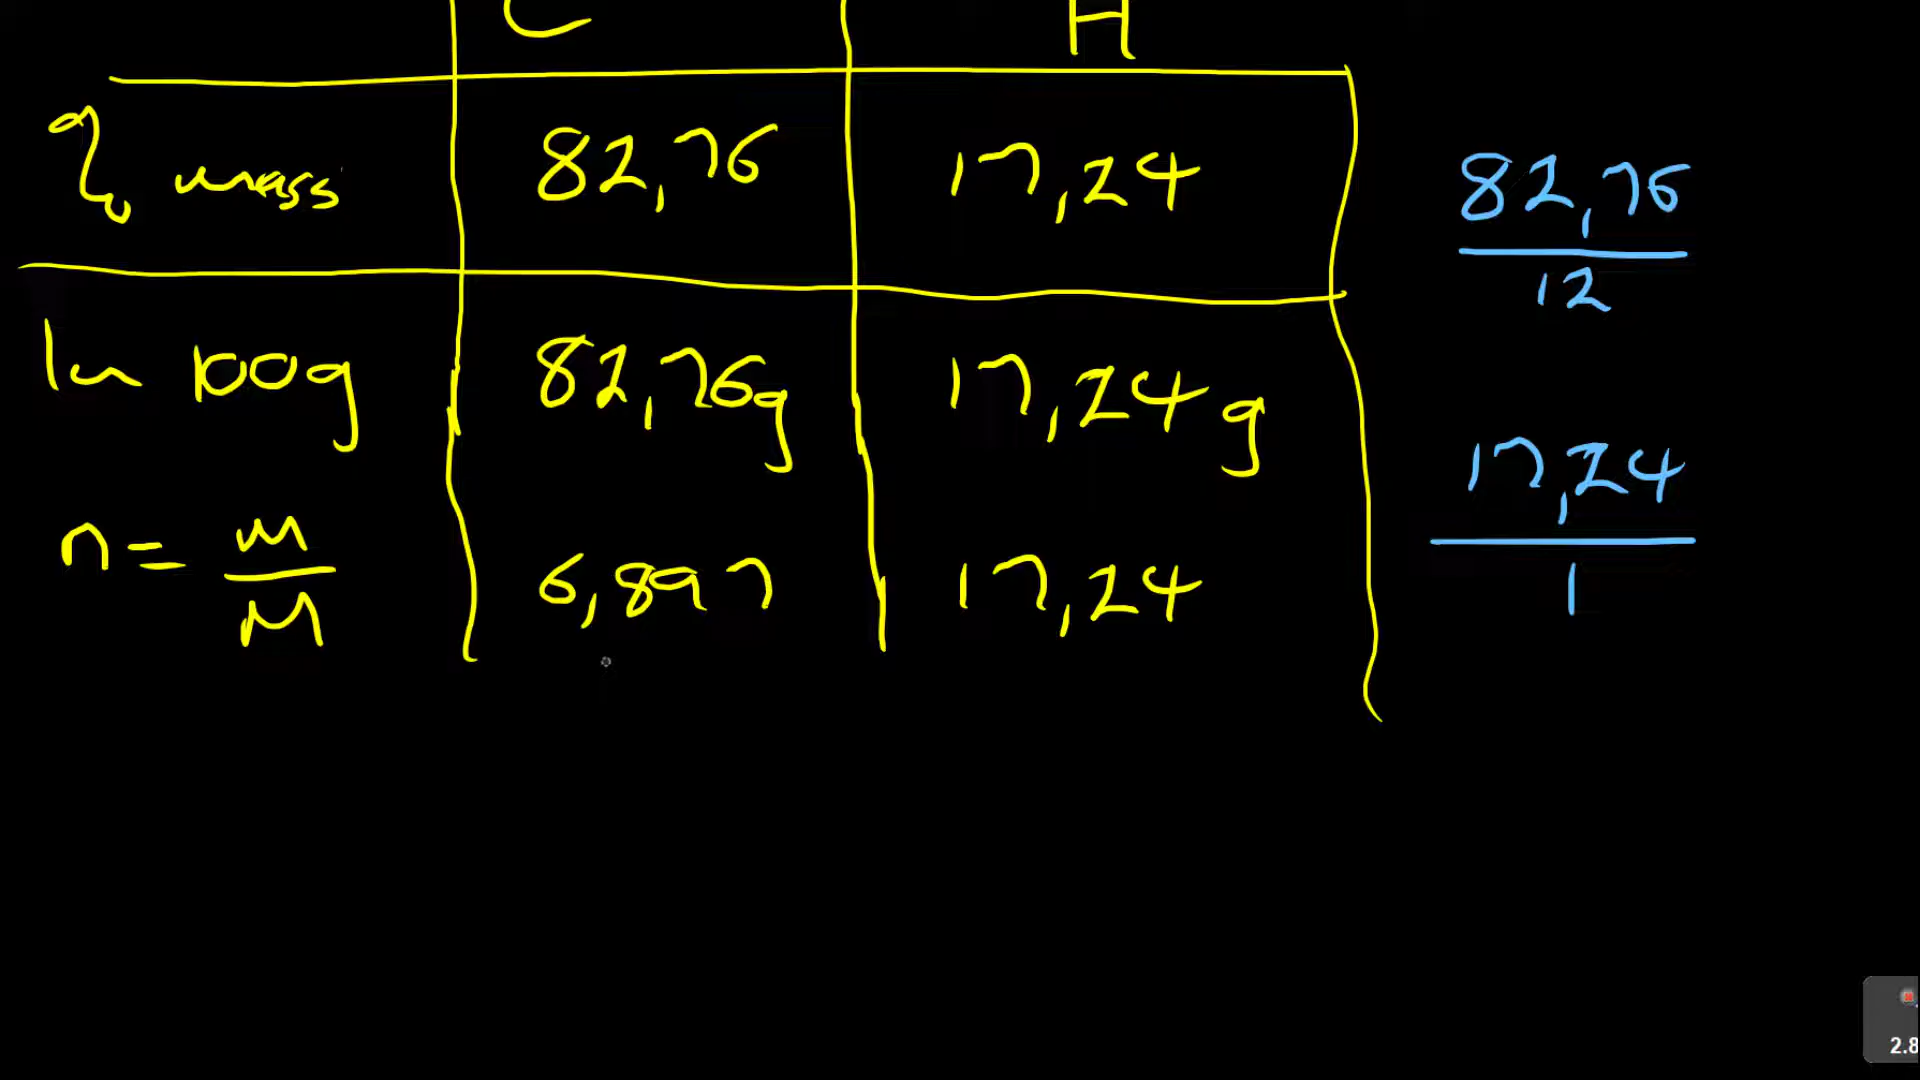 C H
% mass 82,76 17,24
82,76
12
In 100g 82,76g 17,24g
17,24
1
n = m/M 6,897 17,24
2.8